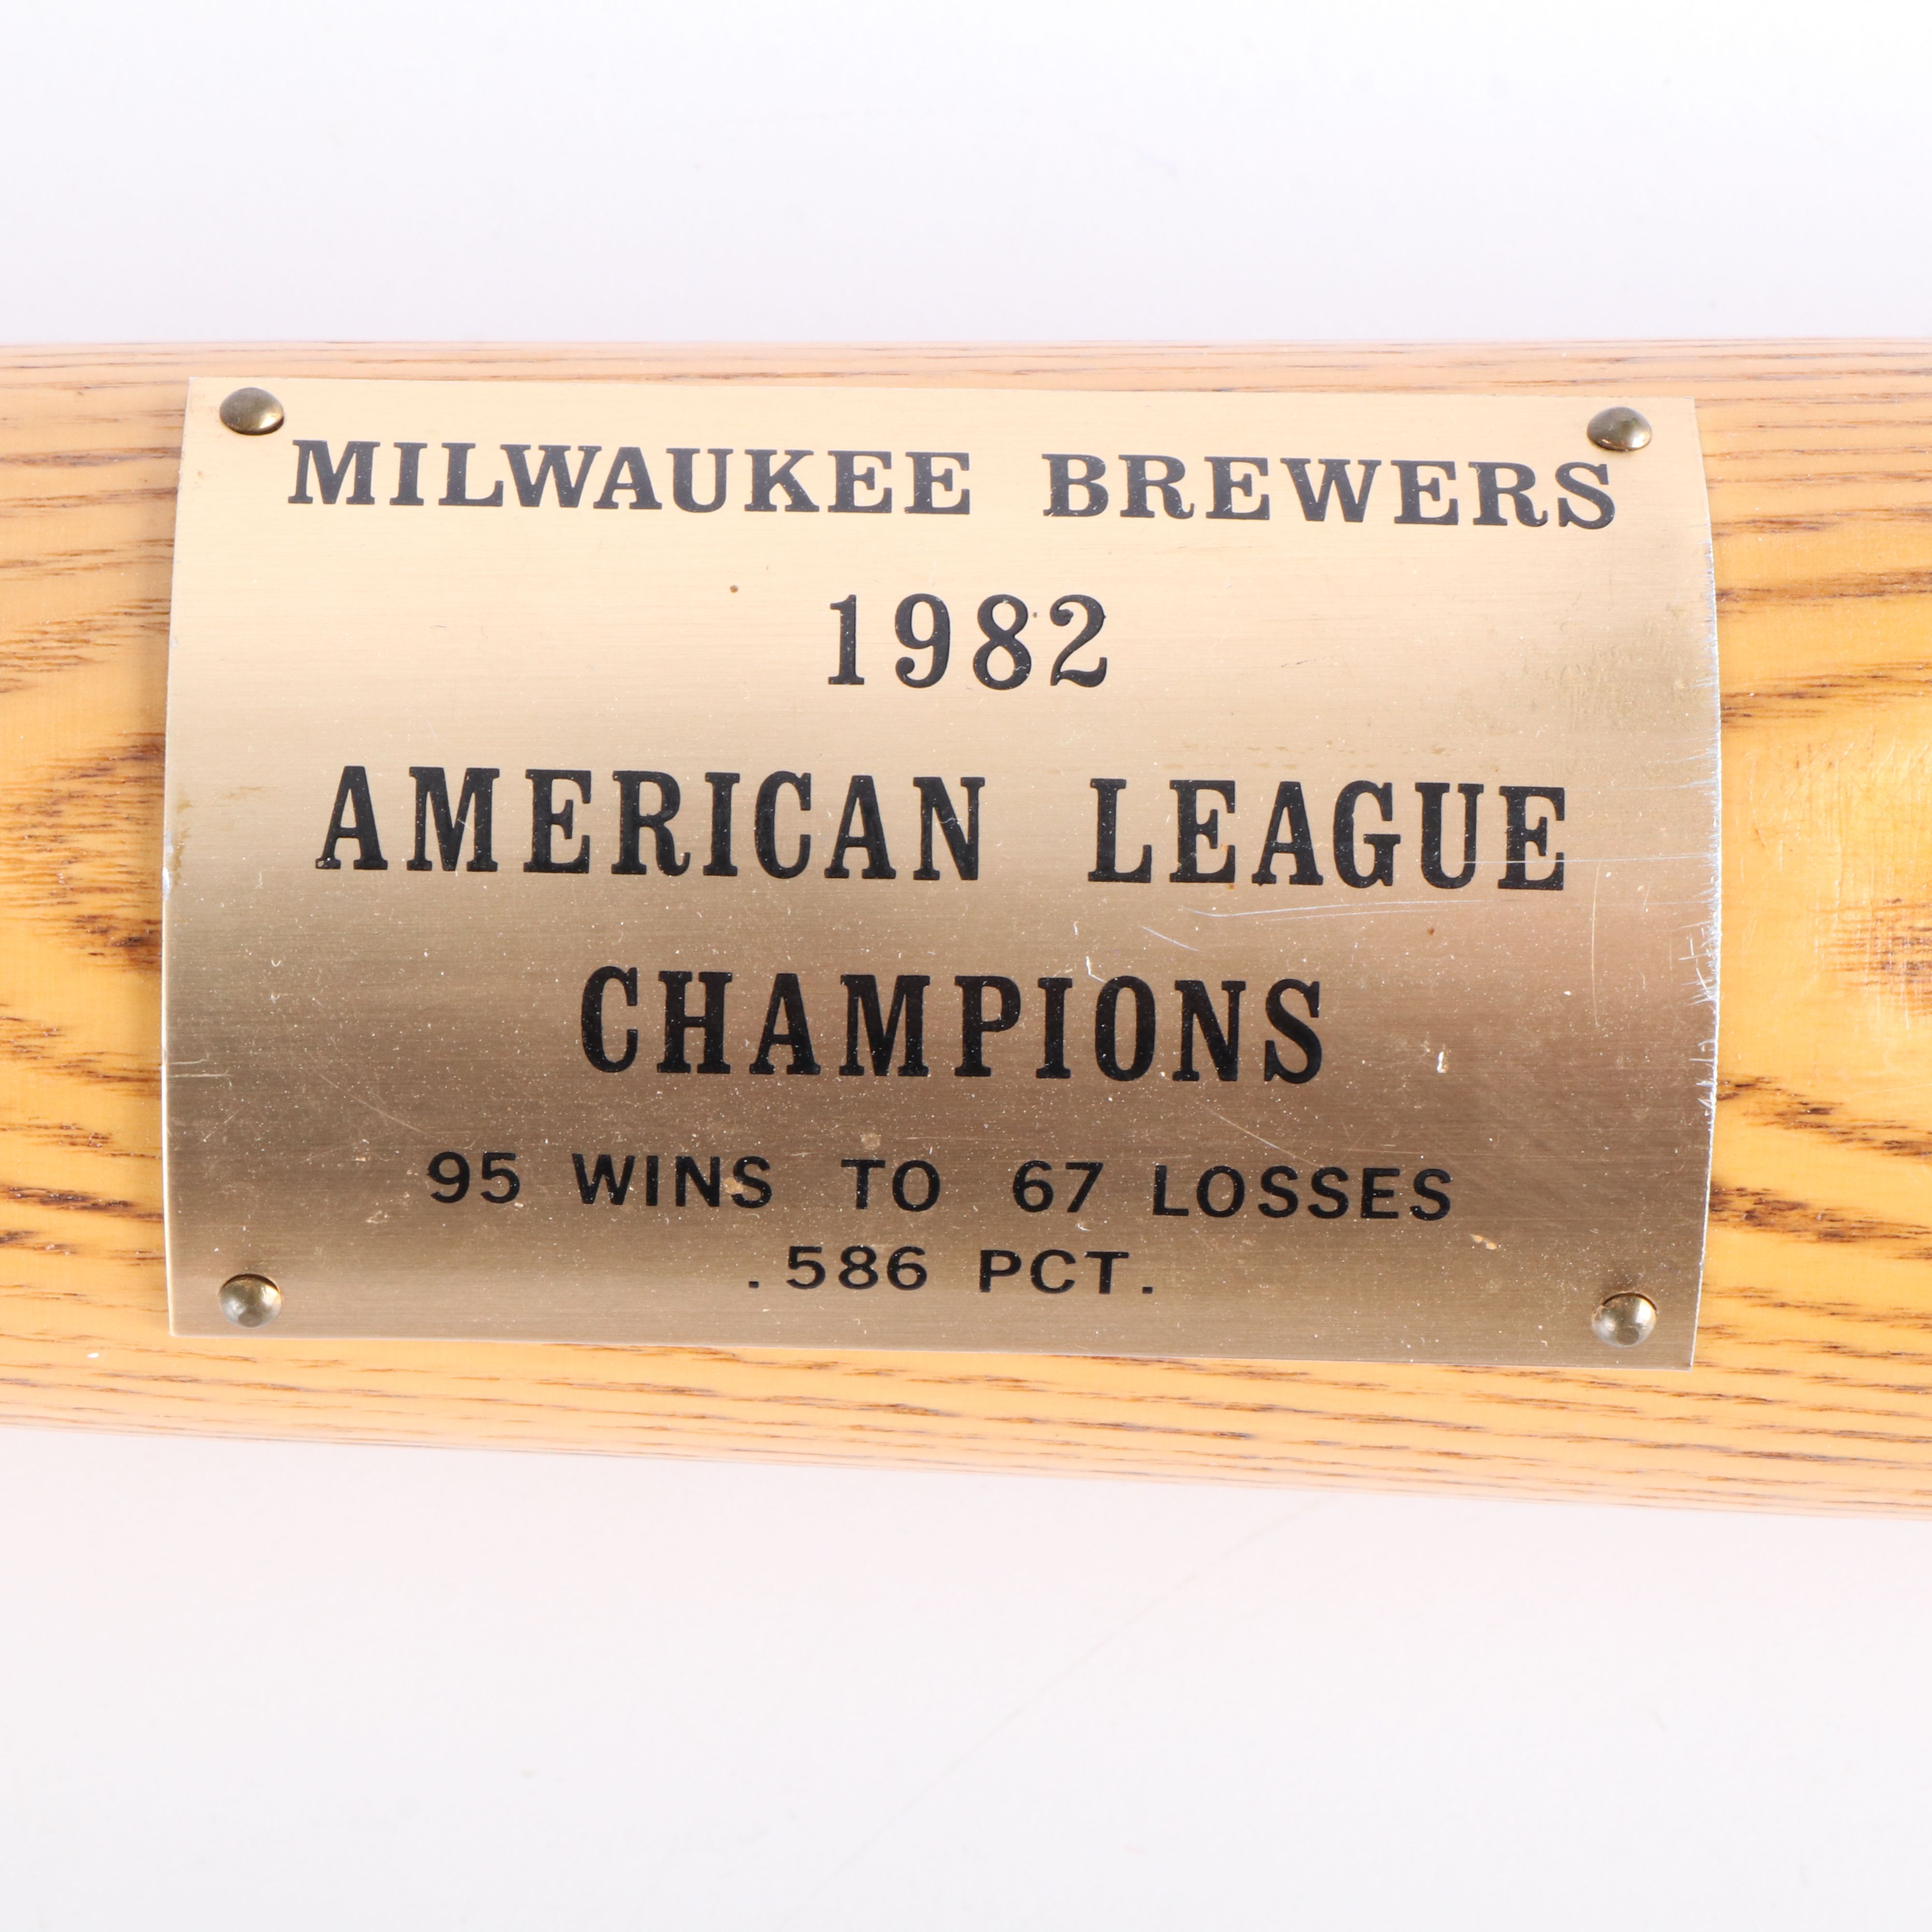 MILWAUKEE BREWERS
1982
AMERICAN LEAGUE
CHAMPIONS
95 WINS TO 67 LOSSES
.586 PCT.